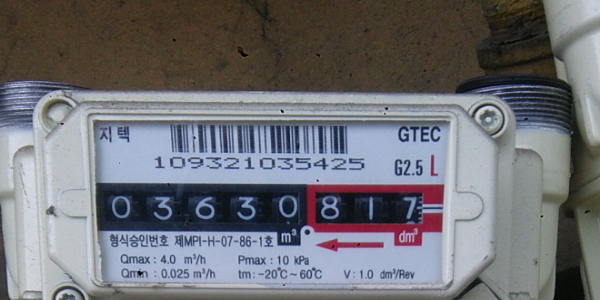 지텍 GTEC
109321035425
G2.5 L
03630 817
형식승인번호 제MPI-H-07-86-1호 m³ dm³
Qmax : 4.0 m³/h Pmax : 10 kPa
Qmin : 0.025 m³/h tm : -20℃~60℃ V : 1.0 dm³/Rev